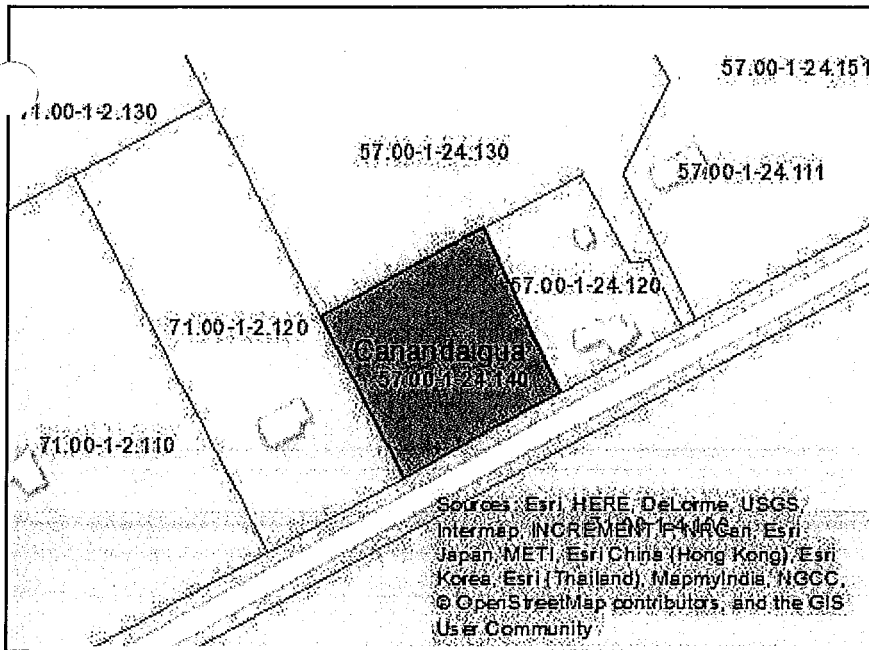 57.00-1-24.151
71.00-1-2.130
57.00-1-24.130
57.00-1-24.111
57.00-1-24.120
71.00-1-2.120
Canandaigua
57.00-1-24.140
71.00-1-2.110
Sources: Esri, HERE, DeLorme, USGS,
Intermap, INCREMENT P, NRCan, Esri
Japan, METI, Esri China (Hong Kong), Esri
Korea, Esri (Thailand), MapmyIndia, NGCC,
© OpenStreetMap contributors, and the GIS
User Community